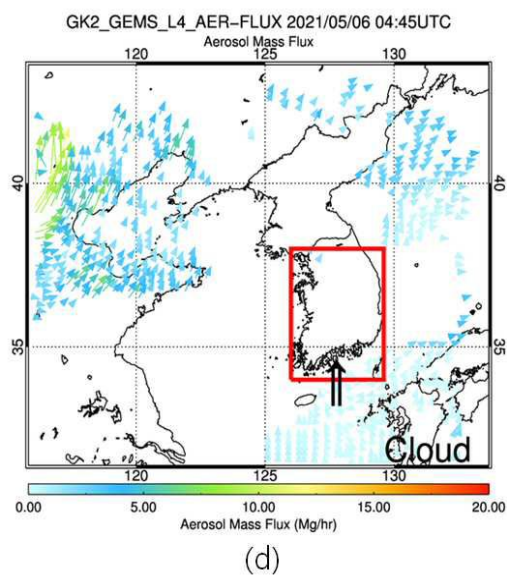 GK2_GEMS_L4_AER-FLUX 2021/05/06 04:45UTC
Aerosol Mass Flux
120 125 130
40 40
35 35
Cloud
120 125 130
0.00 5.00 10.00 15.00 20.00
Aerosol Mass Flux (Mg/hr)
(d)